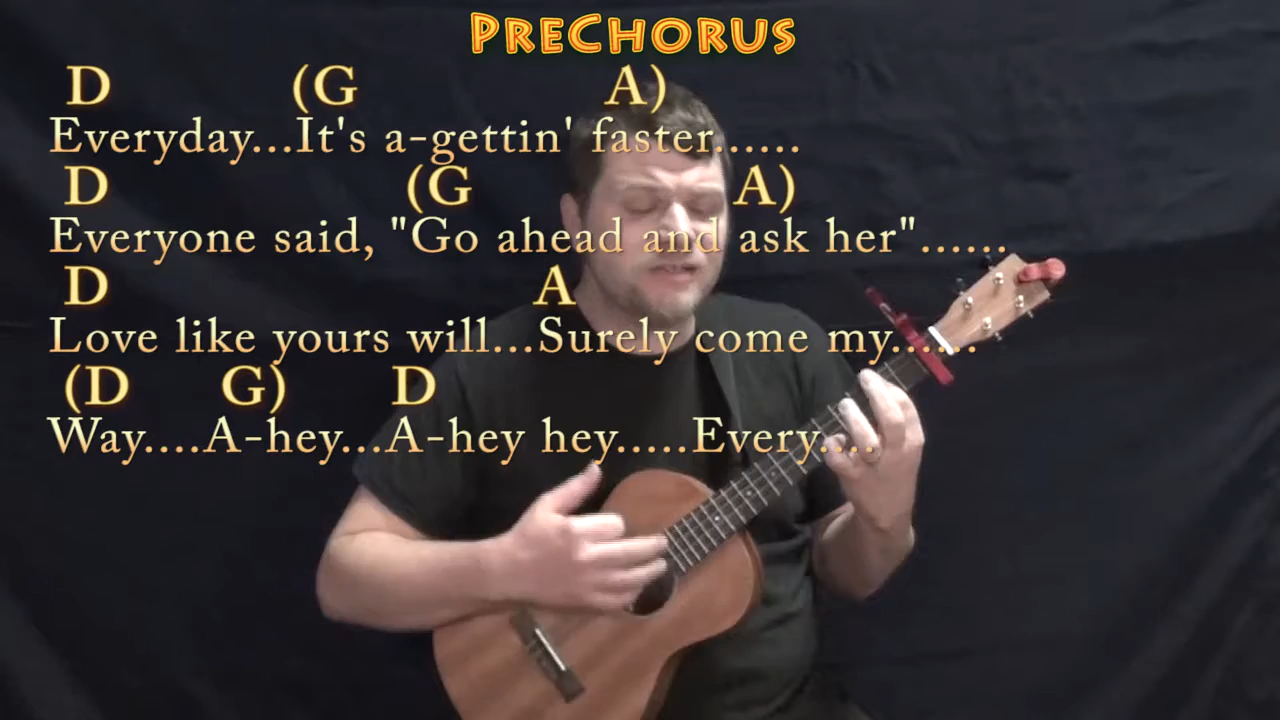 PreChorus
D (G A)
Everyday...It's a-gettin' faster......
D (G A)
Everyone said, "Go ahead and ask her"......
D A
Love like yours will...Surely come my......
(D G) D
Way....A-hey...A-hey hey.....Every....